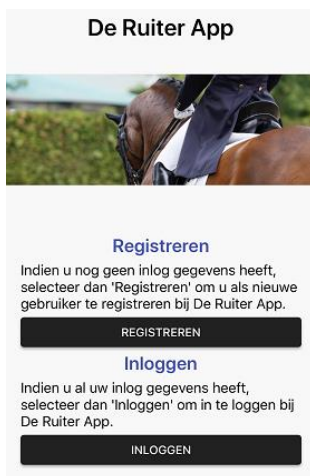 De Ruiter App
Registreren
Indien u nog geen inlog gegevens heeft,
selecteer dan 'Registreren' om u als nieuwe
gebruiker te registreren bij De Ruiter App.
REGISTREREN
Inloggen
Indien u al uw inlog gegevens heeft,
selecteer dan 'Inloggen' om in te loggen bij
De Ruiter App.
INLOGGEN